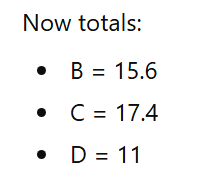 Now totals:
• B = 15.6
• C = 17.4
• D = 11